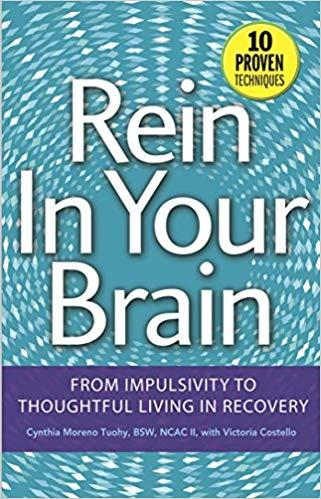 10
PROVEN
TECHNIQUES
Rein
In Your
Brain
FROM IMPULSIVITY TO
THOUGHTFUL LIVING IN RECOVERY
Cynthia Moreno Tuohy, BSW, NCAC II, with Victoria Costello